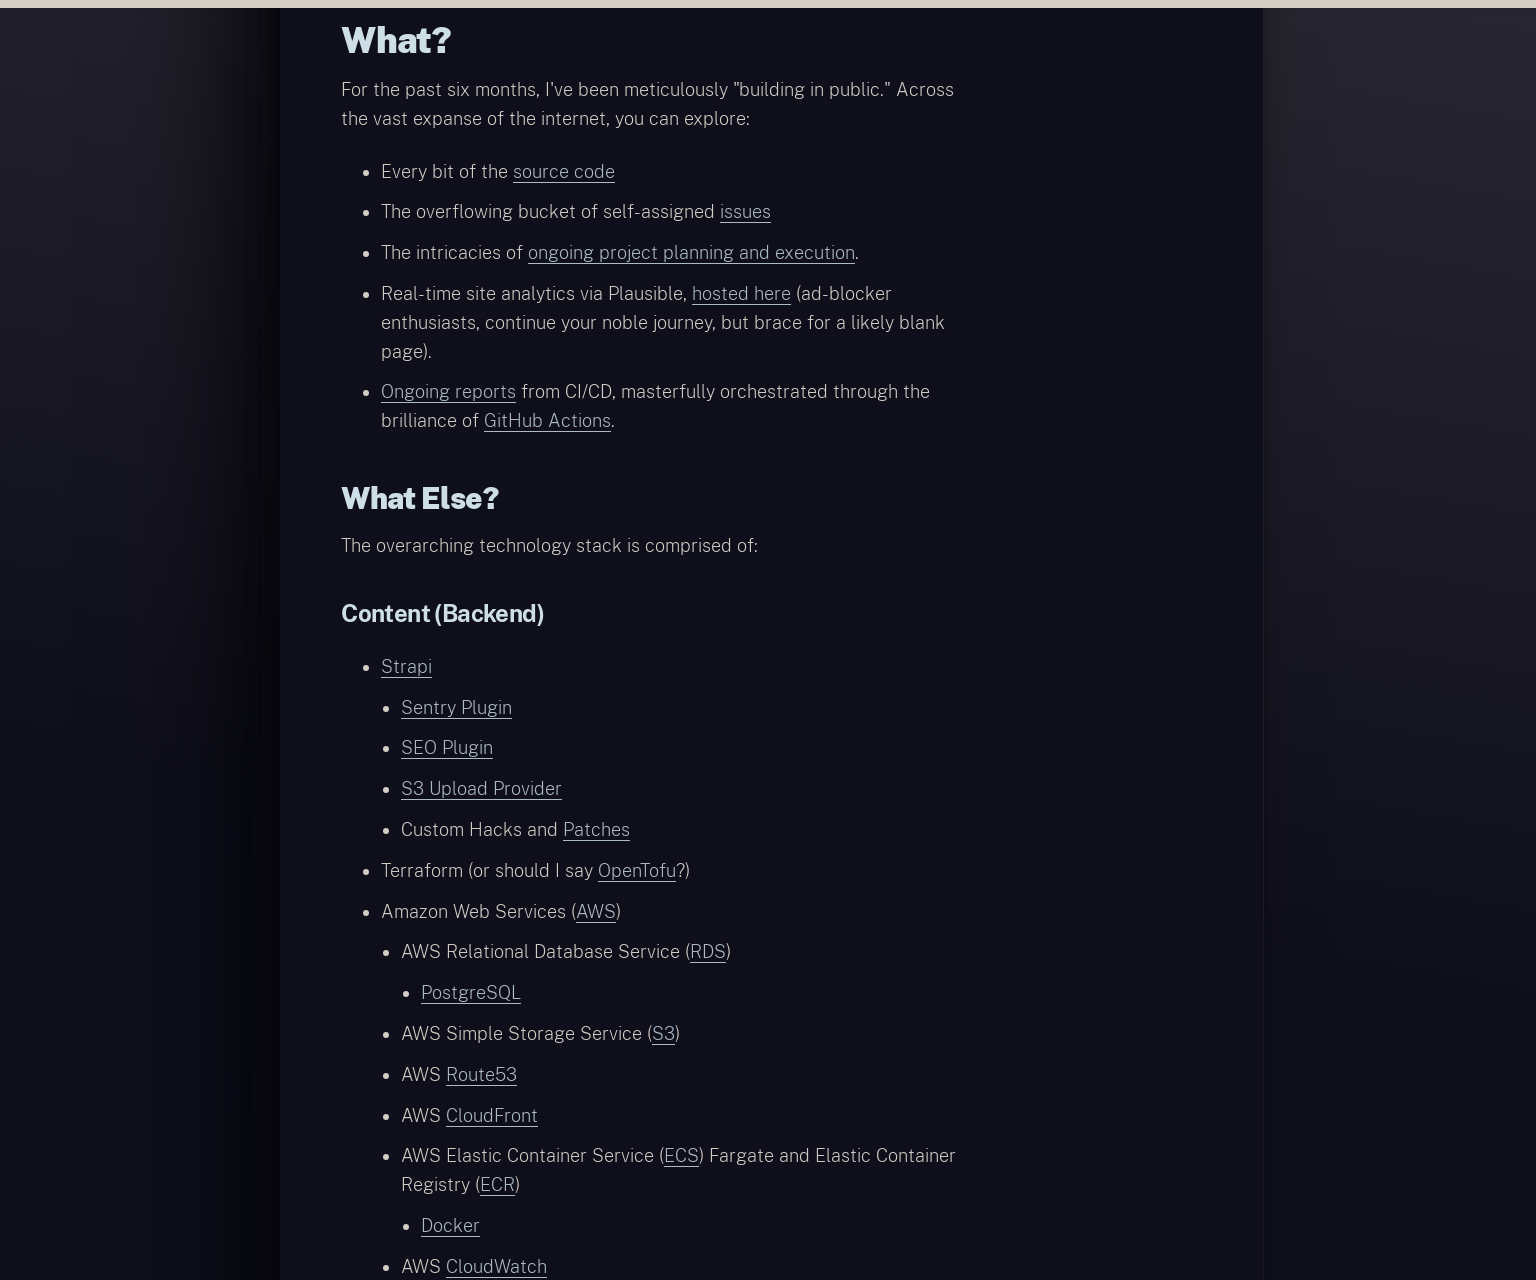 What?
For the past six months, I've been meticulously "building in public." Across
the vast expanse of the internet, you can explore:
Every bit of the source code
The overflowing bucket of self-assigned issues
The intricacies of ongoing project planning and execution.
Real-time site analytics via Plausible, hosted here (ad-blocker
enthusiasts, continue your noble journey, but brace for a likely blank
page).
Ongoing reports from CI/CD, masterfully orchestrated through the
brilliance of GitHub Actions.
What Else?
The overarching technology stack is comprised of:
Content (Backend)
Strapi
Sentry Plugin
SEO Plugin
S3 Upload Provider
Custom Hacks and Patches
Terraform (or should I say OpenTofu?)
Amazon Web Services (AWS)
AWS Relational Database Service (RDS)
PostgreSQL
AWS Simple Storage Service (S3)
AWS Route53
AWS CloudFront
AWS Elastic Container Service (ECS) Fargate and Elastic Container
Registry (ECR)
Docker
AWS CloudWatch